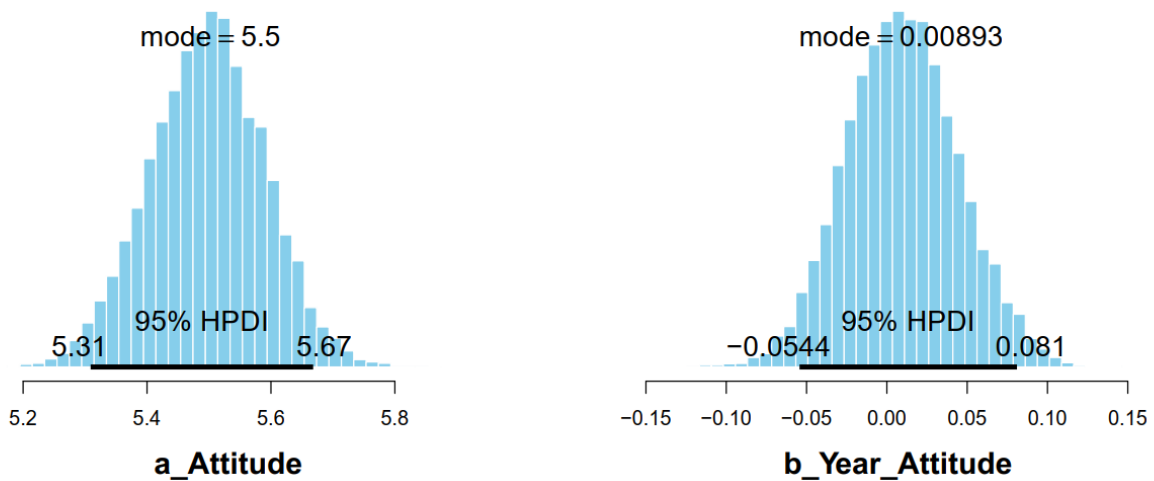 mode = 5.5
95% HPDI
5.31 5.67
5.2 5.4 5.6 5.8
a_Attitude
mode = 0.00893
95% HPDI
−0.0544 0.081
−0.15 −0.10 −0.05 0.00 0.05 0.10 0.15
b_Year_Attitude